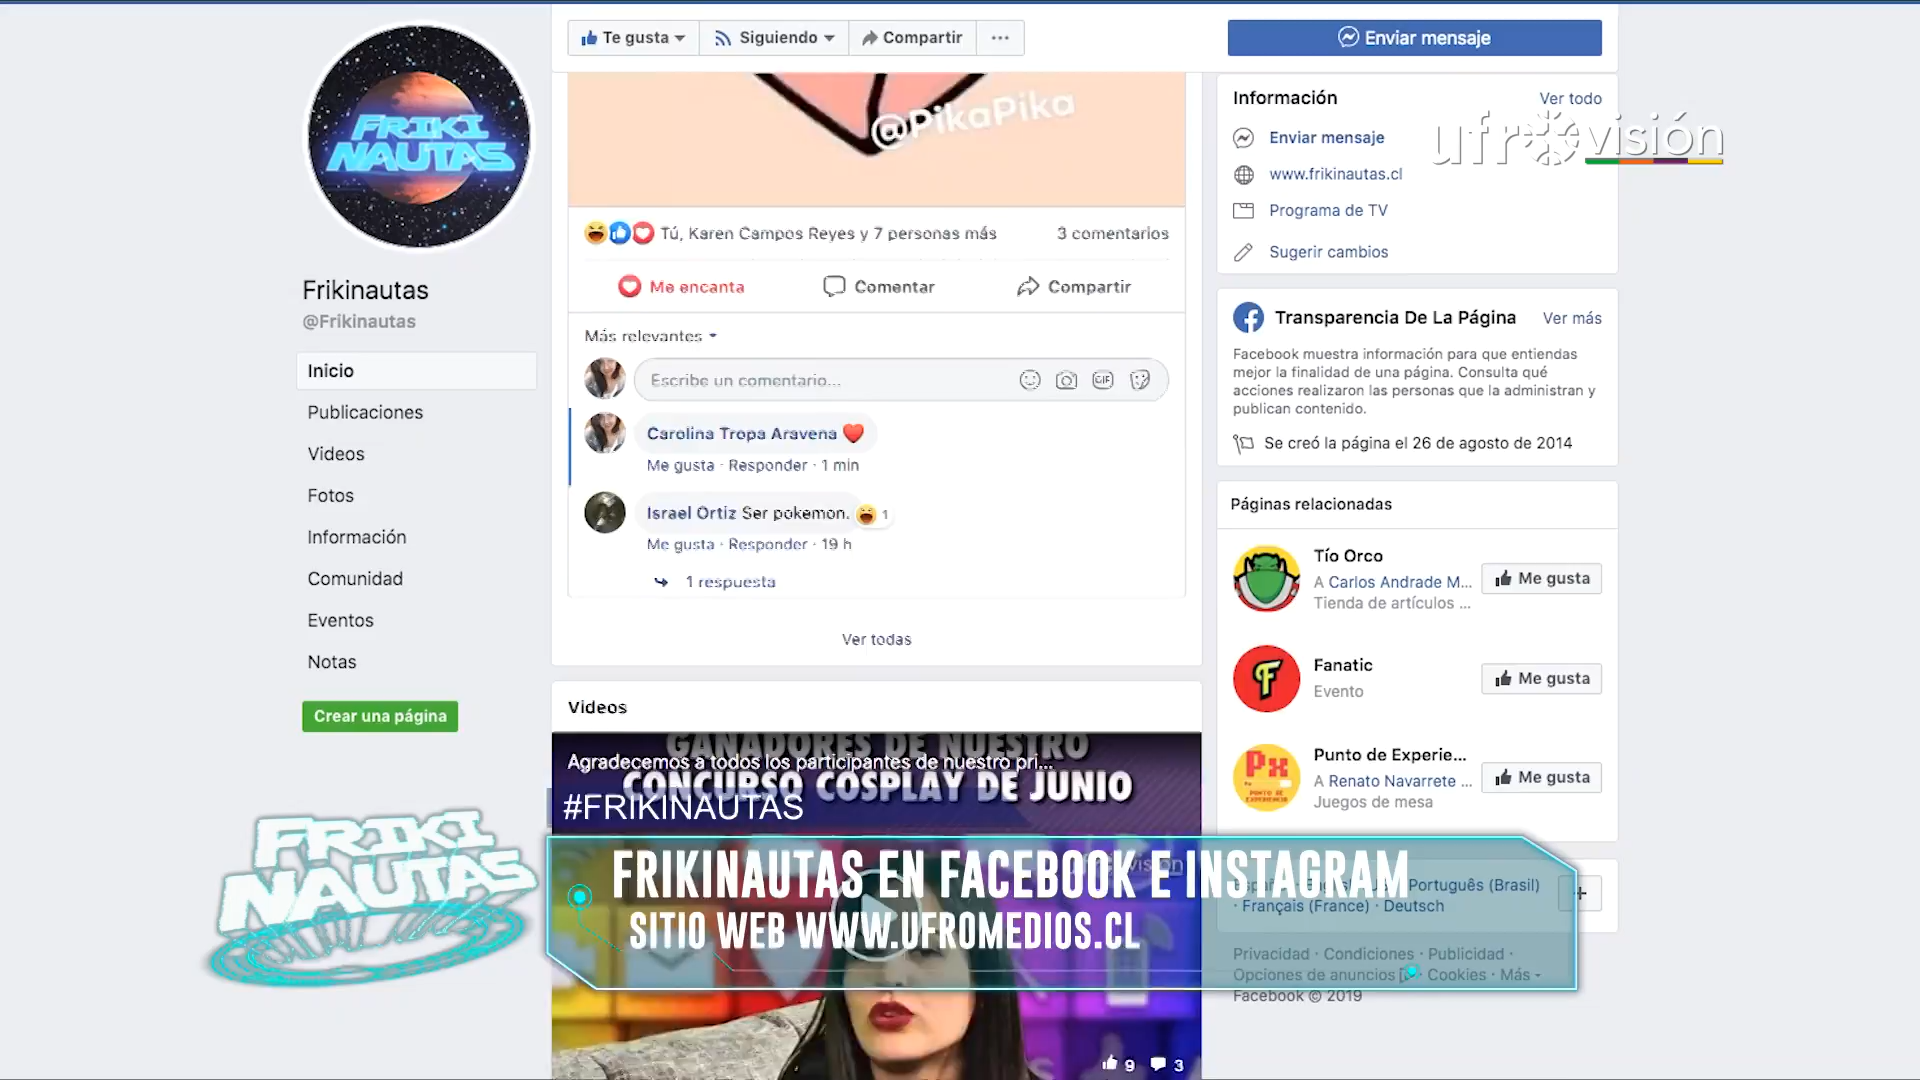 FRIKI
NAUTAS
Frikinautas
@Frikinautas
Inicio
Publicaciones
Videos
Fotos
Información
Comunidad
Eventos
Notas
Crear una página
Te gusta
Siguiendo
Compartir
Enviar mensaje
@PikaPika
Tú, Karen Campos Reyes y 7 personas más
3 comentarios
Me encanta
Comentar
Compartir
Más relevantes
Escribe un comentario...
GIF
Carolina Tropa Aravena
Me gusta · Responder · 1 min
Israel Ortiz Ser pokemon.
1
Me gusta · Responder · 19 h
1 respuesta
Ver todas
Videos
GANADORES DE NUESTRO
Agradecemos a todos los participantes de nuestro pri...
CONCURSO COSPLAY DE JUNIO
#FRIKINAUTAS
9
3
Información
Ver todo
ufrovisión
Enviar mensaje
www.frikinautas.cl
Programa de TV
Sugerir cambios
Transparencia De La Página
Ver más
Facebook muestra información para que entiendas
mejor la finalidad de una página. Consulta qué
acciones realizaron las personas que la administran y
publican contenido.
Se creó la página el 26 de agosto de 2014
Páginas relacionadas
Tío Orco
A Carlos Andrade M...
Tienda de artículos ...
Me gusta
F
Fanatic
Evento
Me gusta
Px
PUNTO DE
EXPERIENCIA
Punto de Experie...
A Renato Navarrete ...
Juegos de mesa
Me gusta
Português (Brasil)
· Français (France) · Deutsch
+
Privacidad · Condiciones · Publicidad ·
Opciones de anuncios · Cookies · Más
Facebook © 2019
FRIKI
NAUTAS
FRIKINAUTAS EN FACEBOOK E INSTAGRAM
SITIO WEB WWW.UFROMEDIOS.CL